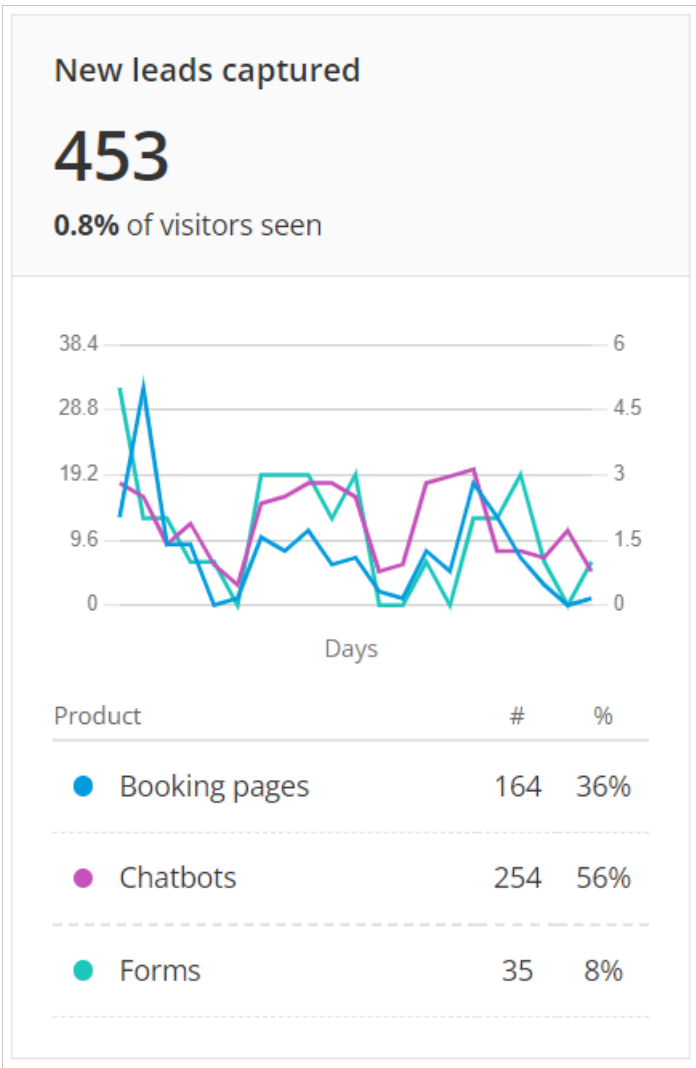 New leads captured
453
0.8% of visitors seen
38.4 6
28.8 4.5
19.2 3
9.6 1.5
0 0
Days
Product # %
Booking pages 164 36%
Chatbots 254 56%
Forms 35 8%